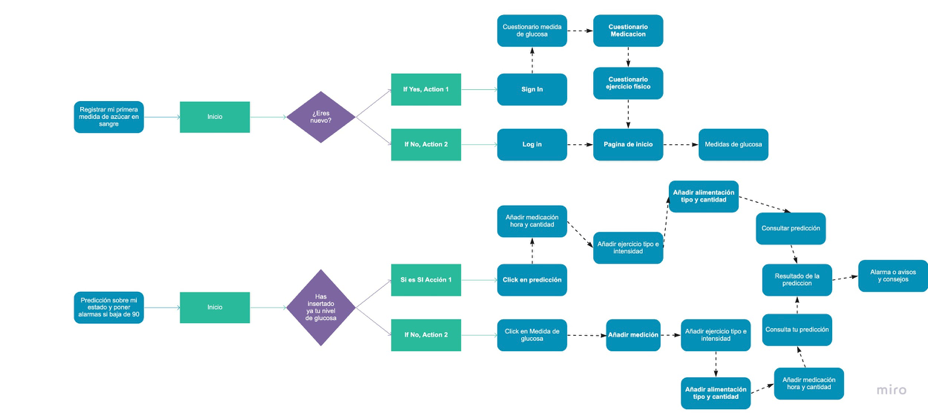 Registrar mi primera
medida de azúcar en
sangre
Inicio
¿Eres
nuevo?
If Yes, Action 1
If No, Action 2
Sign In
Log in
Cuestionario medida
de glucosa
Cuestionario
Medicacion
Cuestionario
ejercicio fisico
Pagina de inicio
Medidas de glucosa
Predicción sobre mi
estado y poner
alarmas si baja de 90
Inicio
Has
insertado
ya tu nivel
de glucosa
Si es SI Acción 1
If No, Action 2
Click en predicción
Añadir medicación
hora y cantidad
Añadir ejercicio tipo e
intensidad
Añadir alimentación
tipo y cantidad
Consultar predicción
Resultado de la
prediccion
Alarma o avisos
y consejos
Click en Medida de
glucosa
Añadir medición
Añadir ejercicio tipo e
intensidad
Añadir alimentación
tipo y cantidad
Añadir medicación
hora y cantidad
Consulta tu predicción
miro